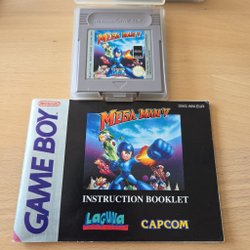 MEGA MAN V
Nintendo
GAME BOY
MEGA MAN V
INSTRUCTION BOOKLET
Laguna
CAPCOM